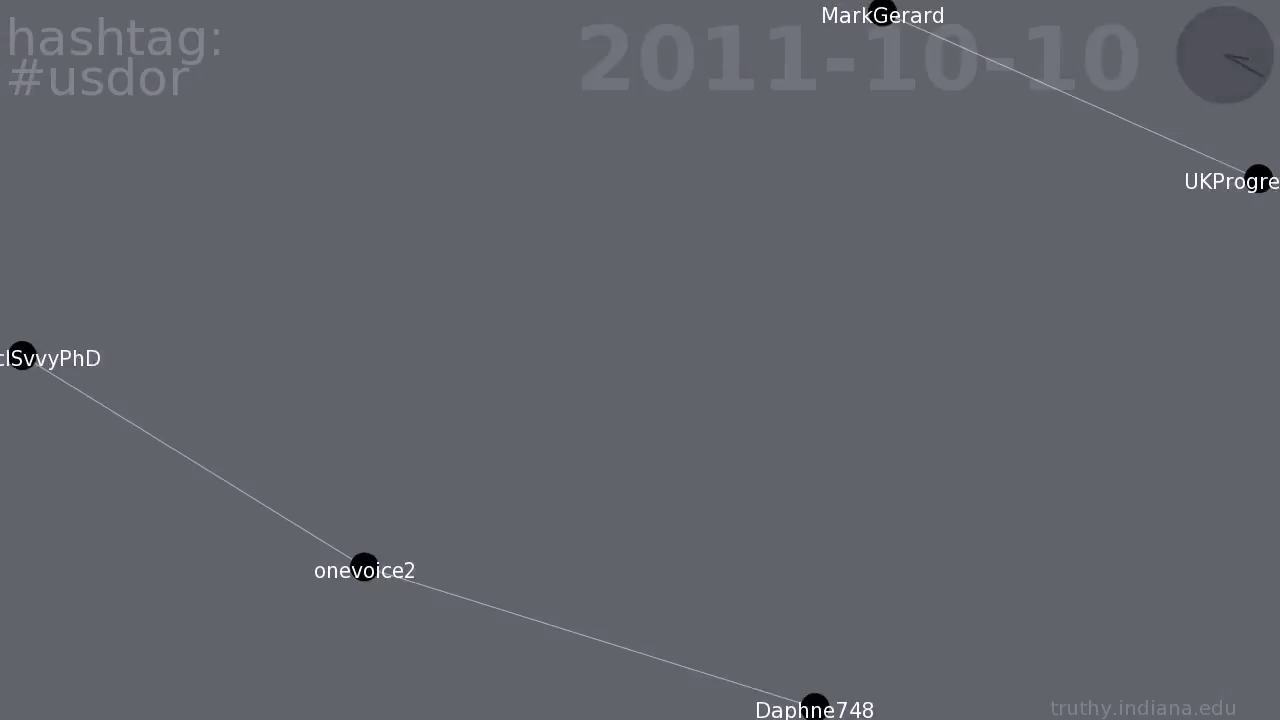 hashtag:
#usdor
2011-10-10
MarkGerard
UKProgre
clSvvyPhD
onevoice2
Daphne748
truthy.indiana.edu